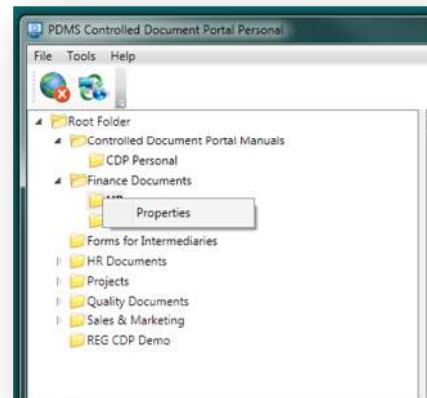 PDMS Controlled Document Portal Personal
File Tools Help
Root Folder
Controlled Document Portal Manuals
CDP Personal
Finance Documents
Properties
Forms for Intermediaries
HR Documents
Projects
Quality Documents
Sales & Marketing
REG CDP Demo